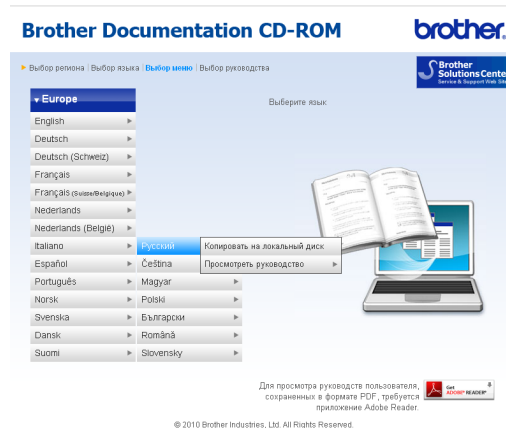 Brother Documentation CD-ROM
brother
Выбор региона | Выбор языка | Выбор меню | Выбор руководства
Brother
Solutions Cente
Service & Support Web Sit
Europe
Выберите язык
English
Deutsch
Deutsch (Schweiz)
Français
Français (Suisse/Belgique)
Nederlands
Nederlands (België)
Italiano
Русский
Копировать на локальный диск
Español
Čeština
Просмотреть руководство
Português
Magyar
Norsk
Polski
Svenska
Български
Dansk
Română
Suomi
Slovensky
Для просмотра руководств пользователя,
сохраненных в формате PDF, требуется
приложение Adobe Reader.
Get
ADOBE® READER®
© 2010 Brother Industries, Ltd. All Rights Reserved.